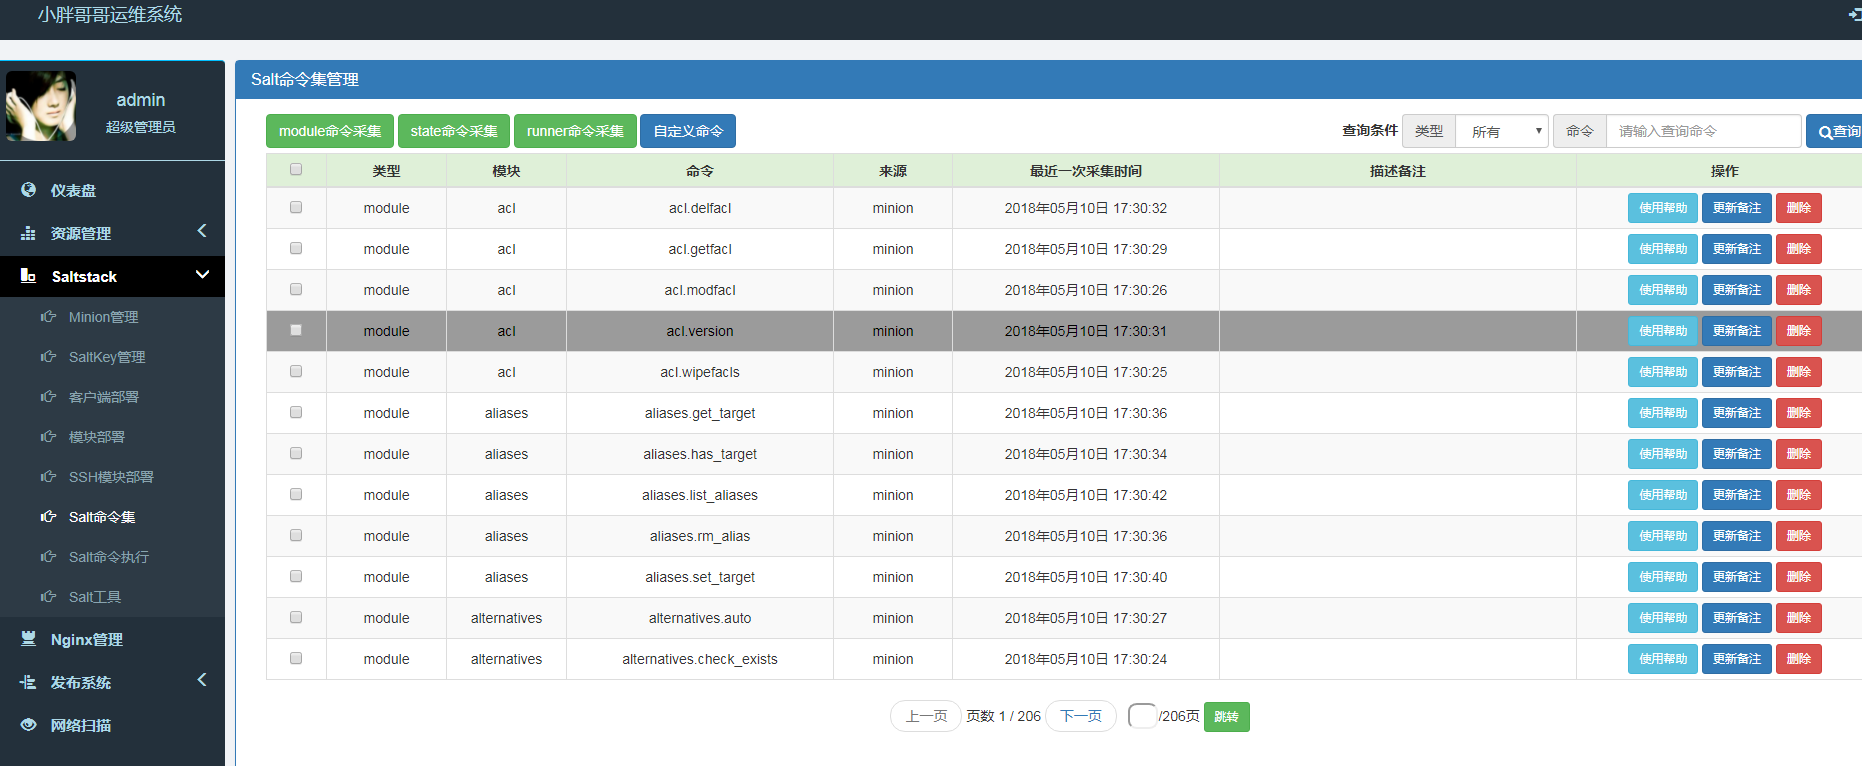 小胖哥哥运维系统
admin
超级管理员
仪表盘
资源管理
Saltstack
Minion管理
SaltKey管理
客户端部署
模块部署
SSH模块部署
Salt命令集
Salt命令执行
Salt工具
Nginx管理
发布系统
网络扫描
Salt命令集管理
module命令采集 state命令采集 runner命令采集 自定义命令 查询条件 类型 所有 命令 请输入查询命令 查询
类型 模块 命令 来源 最近一次采集时间 描述备注 操作
module acl acl.delfacl minion 2018年05月10日 17:30:32 使用帮助 更新备注 删除
module acl acl.getfacl minion 2018年05月10日 17:30:29 使用帮助 更新备注 删除
module acl acl.modfacl minion 2018年05月10日 17:30:26 使用帮助 更新备注 删除
module acl acl.version minion 2018年05月10日 17:30:31 使用帮助 更新备注 删除
module acl acl.wipefacls minion 2018年05月10日 17:30:25 使用帮助 更新备注 删除
module aliases aliases.get_target minion 2018年05月10日 17:30:36 使用帮助 更新备注 删除
module aliases aliases.has_target minion 2018年05月10日 17:30:34 使用帮助 更新备注 删除
module aliases aliases.list_aliases minion 2018年05月10日 17:30:42 使用帮助 更新备注 删除
module aliases aliases.rm_alias minion 2018年05月10日 17:30:36 使用帮助 更新备注 删除
module aliases aliases.set_target minion 2018年05月10日 17:30:40 使用帮助 更新备注 删除
module alternatives alternatives.auto minion 2018年05月10日 17:30:27 使用帮助 更新备注 删除
module alternatives alternatives.check_exists minion 2018年05月10日 17:30:24 使用帮助 更新备注 删除
上一页 页数 1 / 206 下一页 /206页 跳转